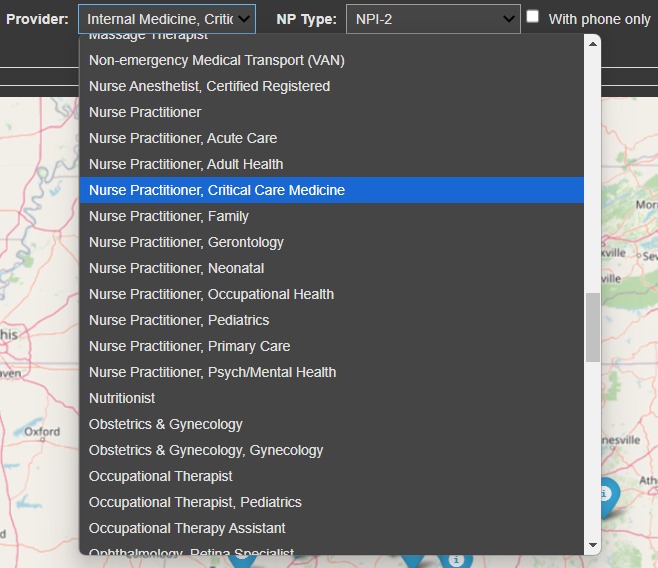 Provider: Internal Medicine, Critic NP Type: NPI-2 With phone only
Massage Therapist
Non-emergency Medical Transport (VAN)
Nurse Anesthetist, Certified Registered
Nurse Practitioner
Nurse Practitioner, Acute Care
Nurse Practitioner, Adult Health
Nurse Practitioner, Critical Care Medicine
Nurse Practitioner, Family
Nurse Practitioner, Gerontology
Nurse Practitioner, Neonatal
Nurse Practitioner, Occupational Health
Nurse Practitioner, Pediatrics
Nurse Practitioner, Primary Care
Nurse Practitioner, Psych/Mental Health
Nutritionist
Obstetrics & Gynecology
Obstetrics & Gynecology, Gynecology
Occupational Therapist
Occupational Therapist, Pediatrics
Occupational Therapy Assistant
Ophthalmology, Retina Specialist
Morr
xville
Sev
ville
his
aven
Oxford
nesville
Ath
d